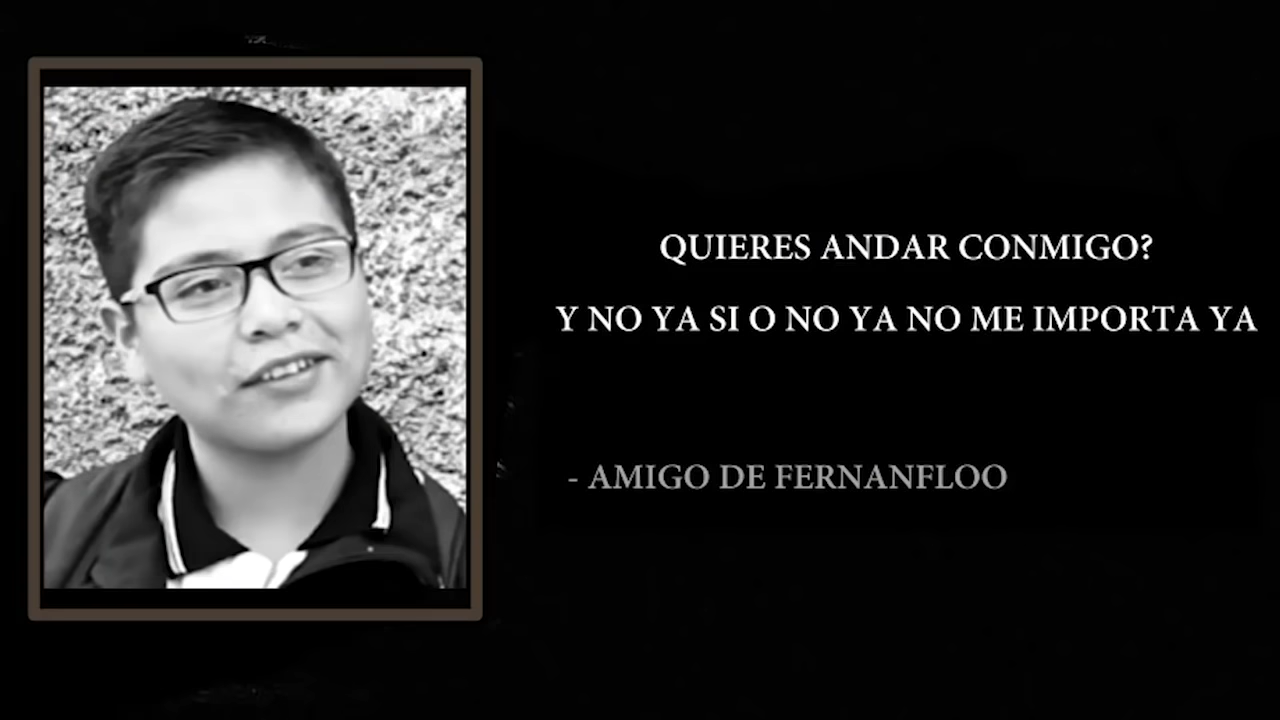 QUIERES ANDAR CONMIGO?
Y NO YA SI O NO YA NO ME IMPORTA YA
- AMIGO DE FERNANFLOO